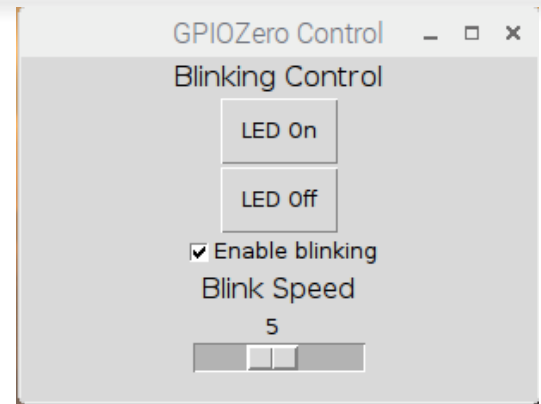 GPIOZero Control
Blinking Control
LED On
LED Off
Enable blinking
Blink Speed
5